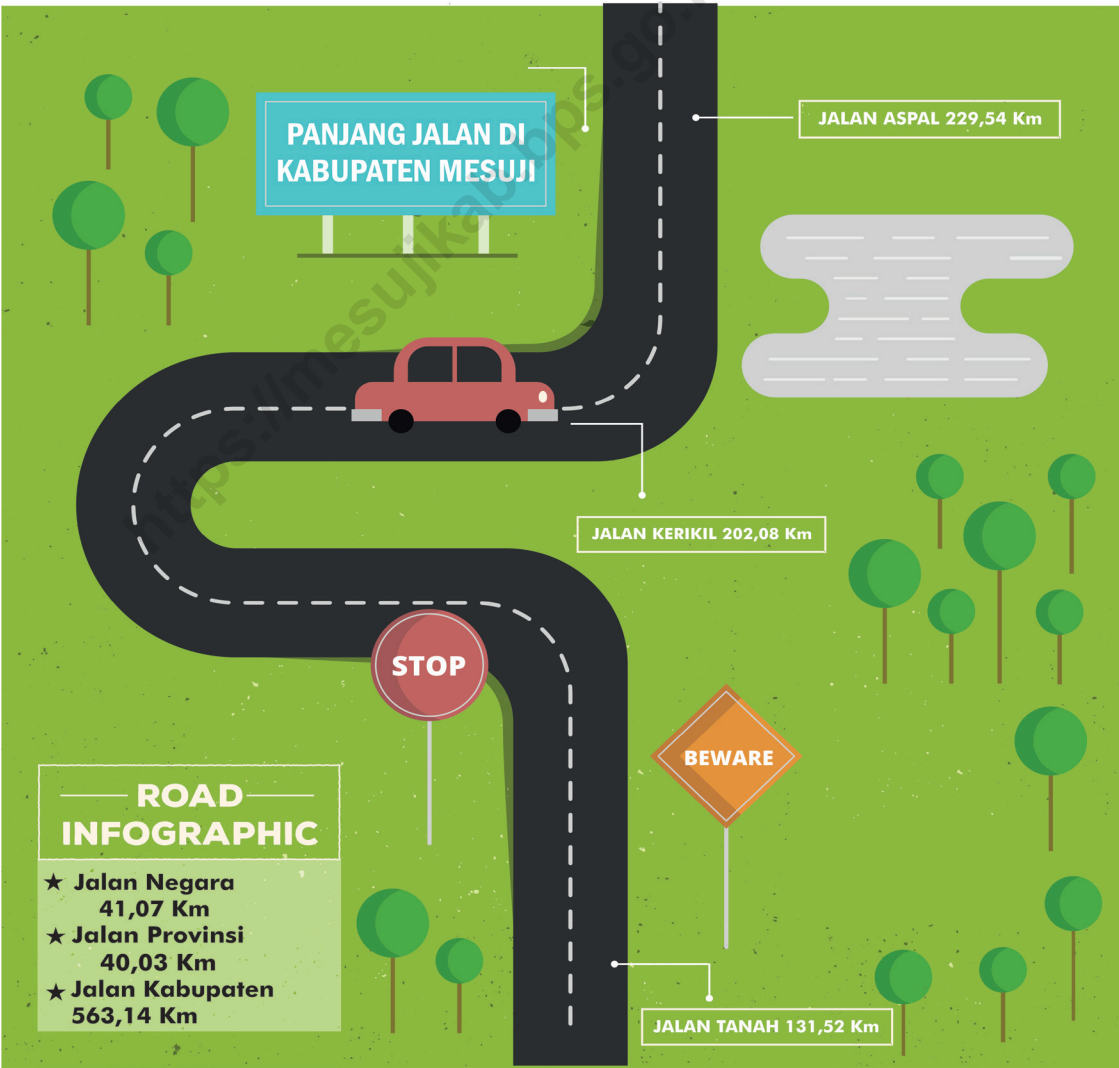 PANJANG JALAN DI
KABUPATEN MESUJI
JALAN ASPAL 229,54 Km
JALAN KERIKIL 202,08 Km
STOP
BEWARE
ROAD
INFOGRAPHIC
★ Jalan Negara
41,07 Km
★ Jalan Provinsi
40,03 Km
★ Jalan Kabupaten
563,14 Km
JALAN TANAH 131,52 Km
https://mesujikab.bps.go.